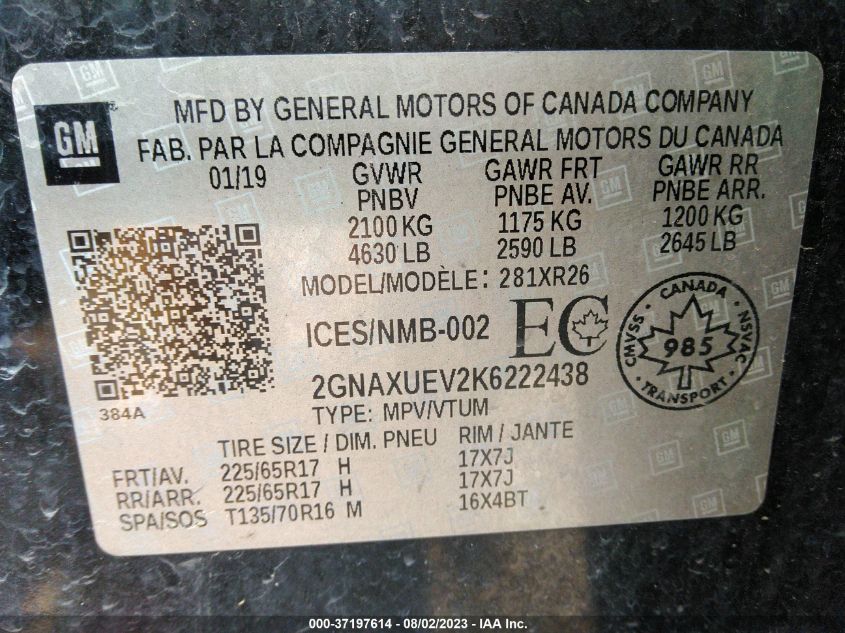 GM
MFD BY GENERAL MOTORS OF CANADA COMPANY
FAB. PAR LA COMPAGNIE GENERAL MOTORS DU CANADA
01/19 GVWR GAWR FRT GAWR RR
PNBV PNBE AV. PNBE ARR.
2100 KG 1175 KG 1200 KG
4630 LB 2590 LB 2645 LB
MODEL/MODÈLE: 281XR26
ICES/NMB-002 EC
CANADA
CMVSS 985 NSVAC
TRANSPORT
2GNAXUEV2K6222438
384A
TYPE: MPV/VTUM
TIRE SIZE / DIM. PNEU RIM / JANTE
FRT/AV. 225/65R17 H 17X7J
RR/ARR. 225/65R17 H 17X7J
SPA/SOS T135/70R16 M 16X4BT
000-37197614 - 08/02/2023 - IAA Inc.